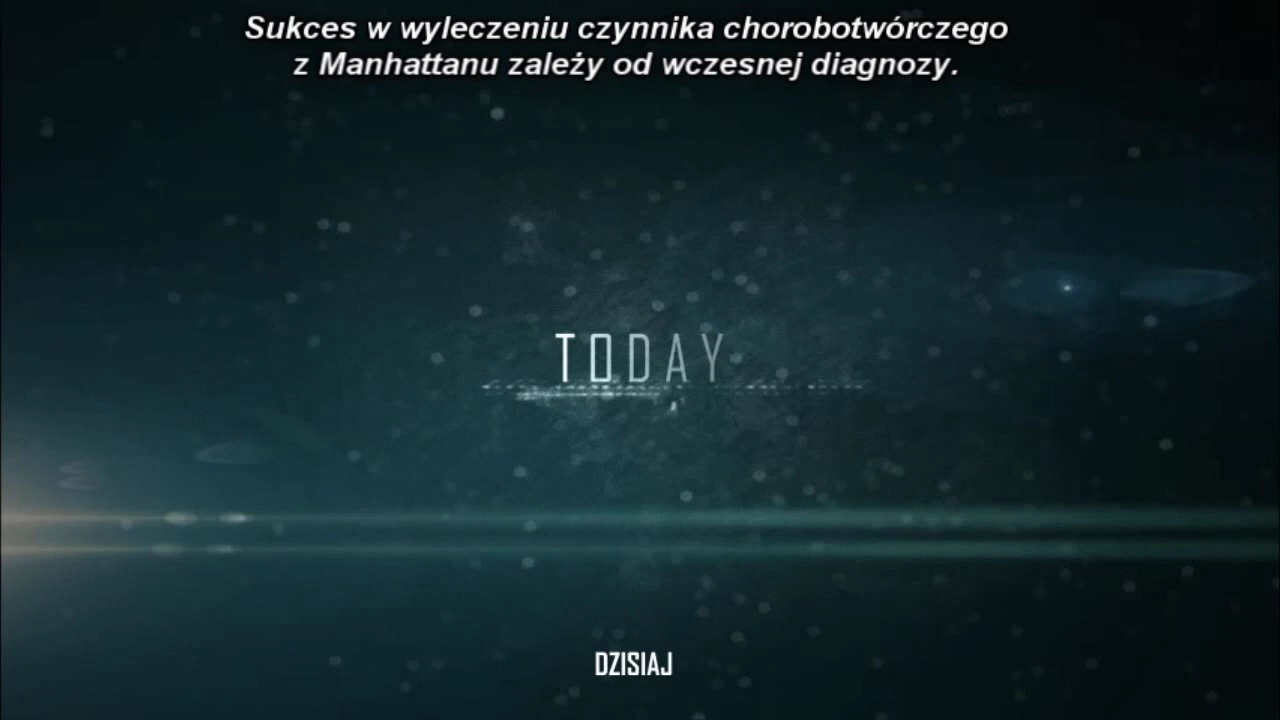 Sukces w wyleczeniu czynnika chorobotwórczego
z Manhattanu zależy od wczesnej diagnozy.
TODAY
DZISIAJ